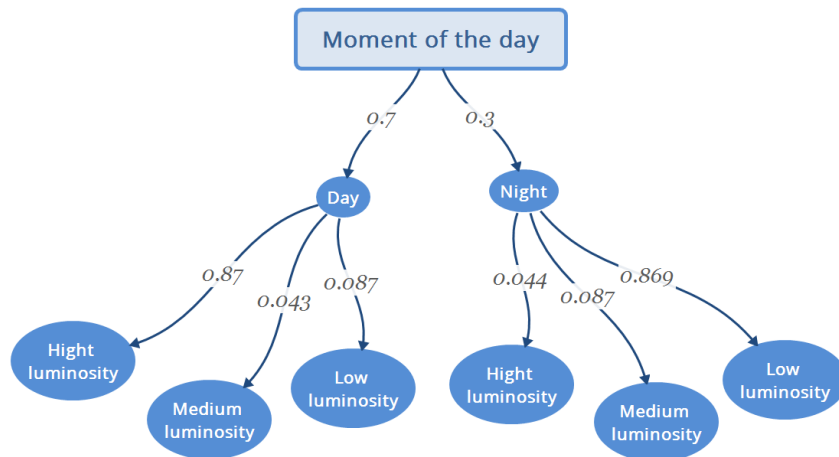 Moment of the day
0.7
0.3
Day
Night
0.87
0.043
0.087
0.044
0.087
0.869
Hight
luminosity
Medium
luminosity
Low
luminosity
Hight
luminosity
Medium
luminosity
Low
luminosity